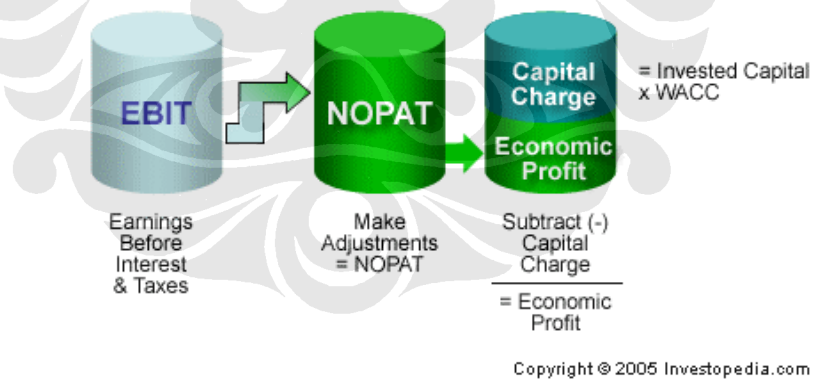 EBIT
NOPAT
Capital
Charge
Economic
Profit
= Invested Capital
x WACC
Earnings
Before
Interest
& Taxes
Make
Adjustments
= NOPAT
Subtract (-)
Capital
Charge
= Economic
Profit
Copyright © 2005 Investopedia.com